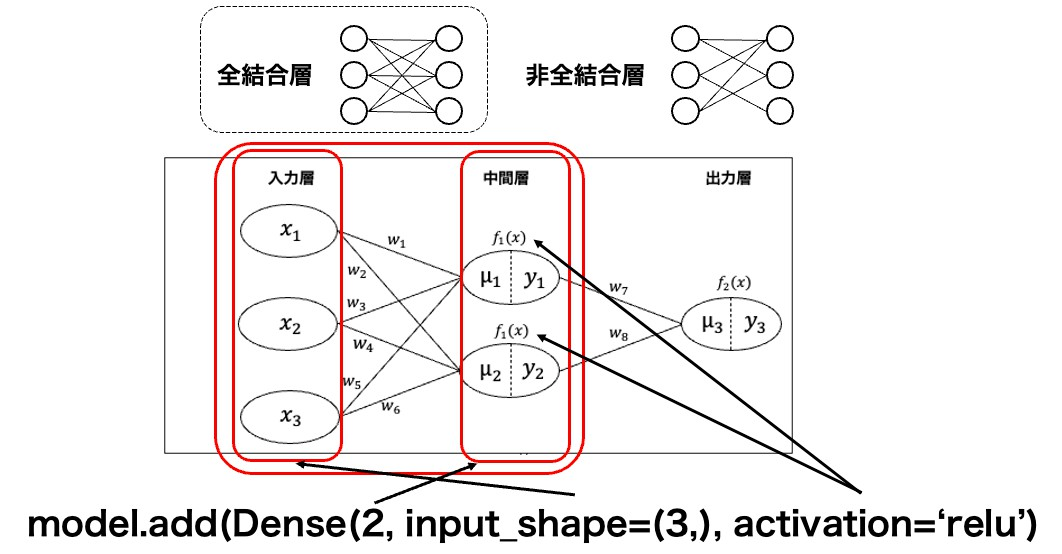 全結合層 非全結合層
入力層 中間層 出力層
x₁ w₁ f₁(x)
w₂ μ₁ y₁ w₇ f₂(x)
x₂ w₃ f₁(x) μ₃ y₃
w₄ μ₂ y₂ w₈
w₅
x₃ w₆
model.add(Dense(2, input_shape=(3,), activation=‘relu’)